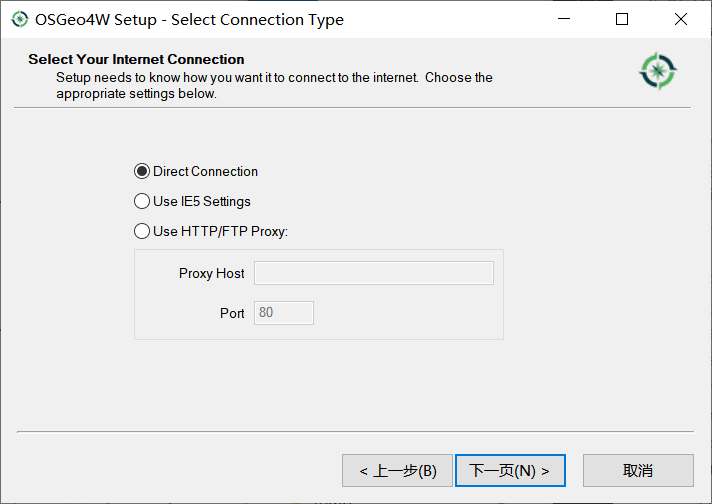 OSGeo4W Setup - Select Connection Type
Select Your Internet Connection
Setup needs to know how you want it to connect to the internet. Choose the
appropriate settings below.
Direct Connection
Use IE5 Settings
Use HTTP/FTP Proxy:
Proxy Host
Port 80
< 上一步(B) 下一页(N) > 取消